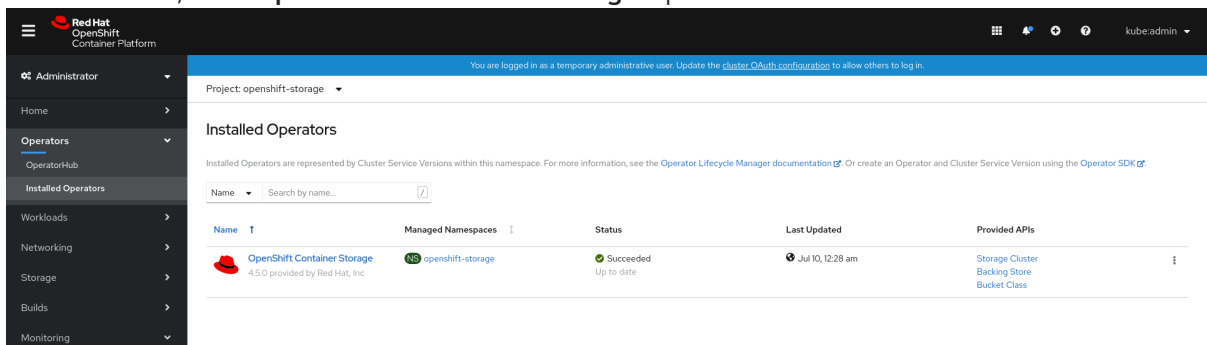 Red Hat
OpenShift
Container Platform
kube:admin
Administrator
You are logged in as a temporary administrative user. Update the cluster OAuth configuration to allow others to log in.
Project: openshift-storage
Home
Operators
OperatorHub
Installed Operators
Workloads
Networking
Storage
Builds
Monitoring
Installed Operators
Installed Operators are represented by Cluster Service Versions within this namespace. For more information, see the Operator Lifecycle Manager documentation. Or create an Operator and Cluster Service Version using the Operator SDK.
Name Search by name... /
Name Managed Namespaces Status Last Updated Provided APIs
OpenShift Container Storage NS openshift-storage Succeeded Jul 10, 12:28 am Storage Cluster
4.5.0 provided by Red Hat, Inc Up to date Backing Store
Bucket Class